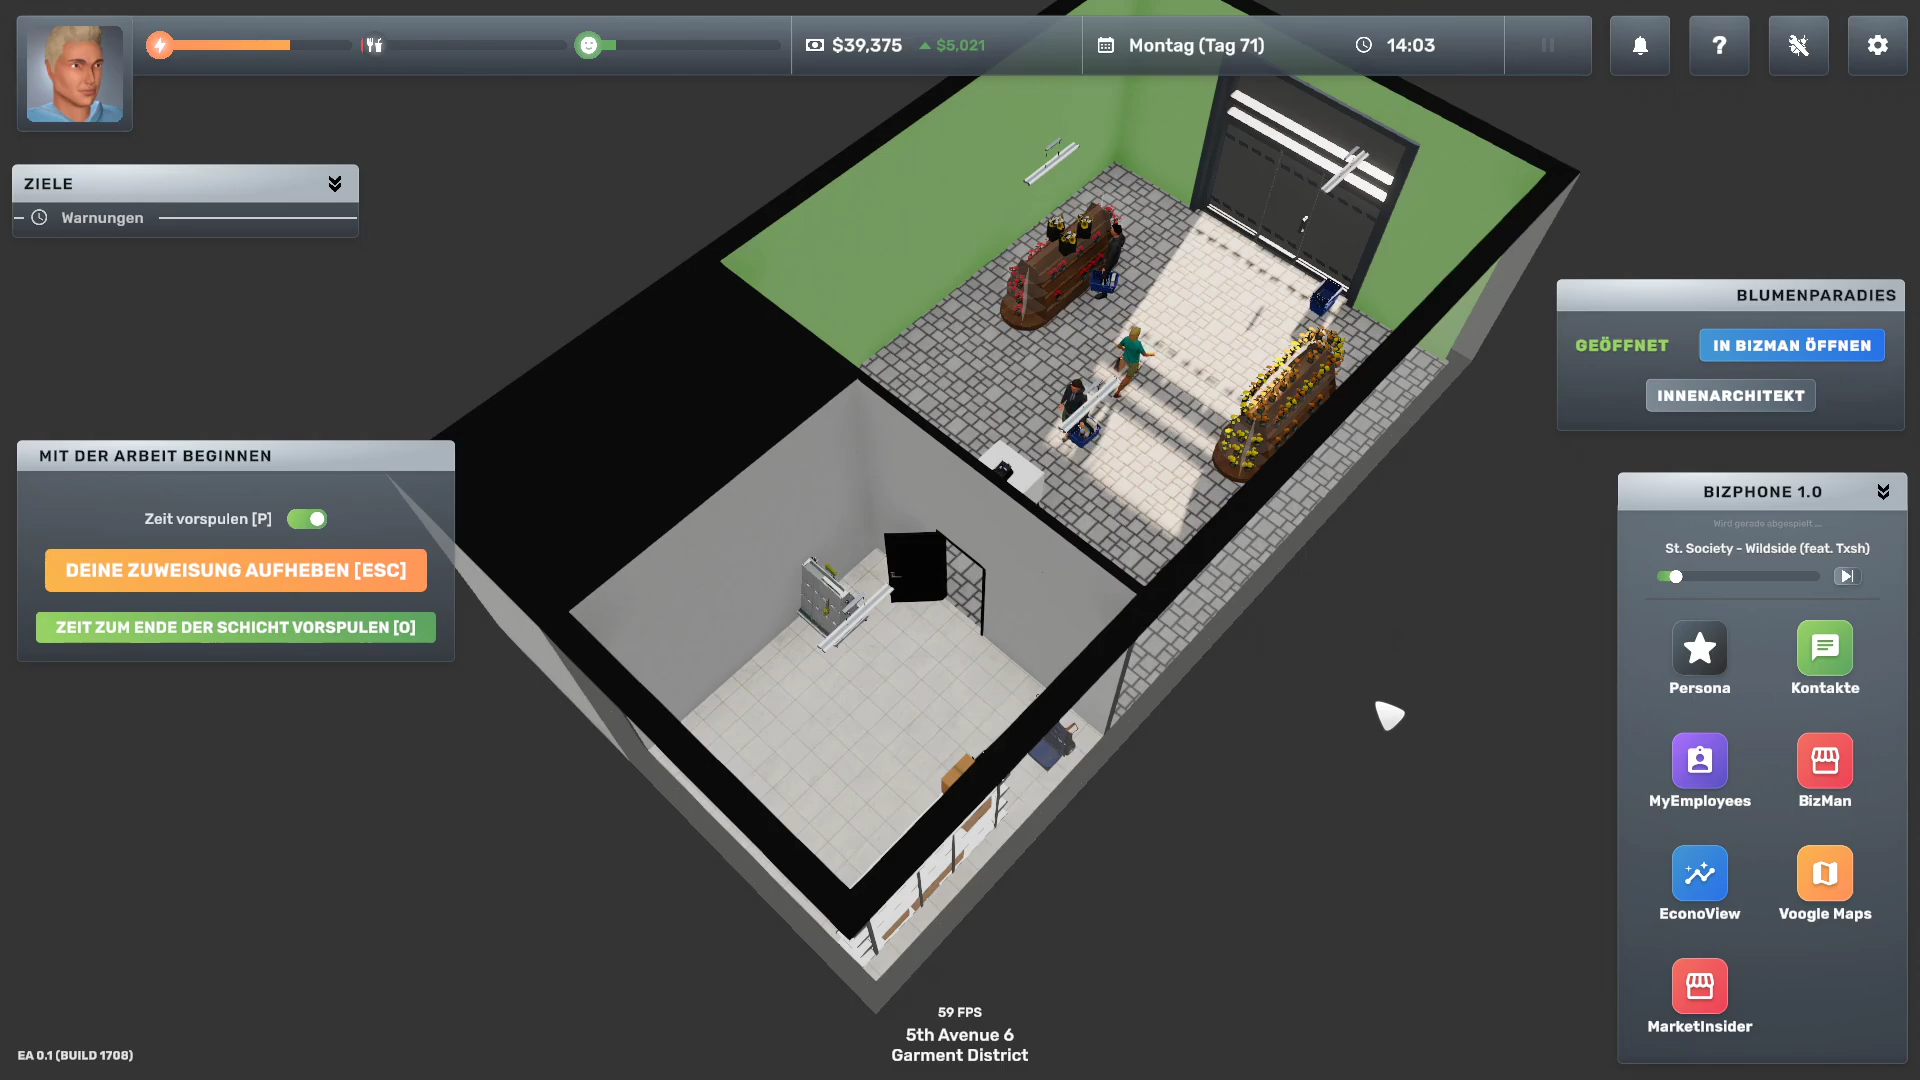 $39,375
$5,021
Montag (Tag 71)
14:03
?
ZIELE
Warnungen
BLUMENPARADIES
GEÖFFNET
IN BIZMAN ÖFFNEN
INNENARCHITEKT
MIT DER ARBEIT BEGINNEN
Zeit vorspulen [P]
DEINE ZUWEISUNG AUFHEBEN [ESC]
ZEIT ZUM ENDE DER SCHICHT VORSPULEN [O]
BIZPHONE 1.0
Wird gerade abgespielt ...
St. Society - Wildside (feat. Txsh)
Persona
Kontakte
MyEmployees
BizMan
EconoView
Voogle Maps
MarketInsider
59 FPS
5th Avenue 6
Garment District
EA 0.1 (BUILD 1708)